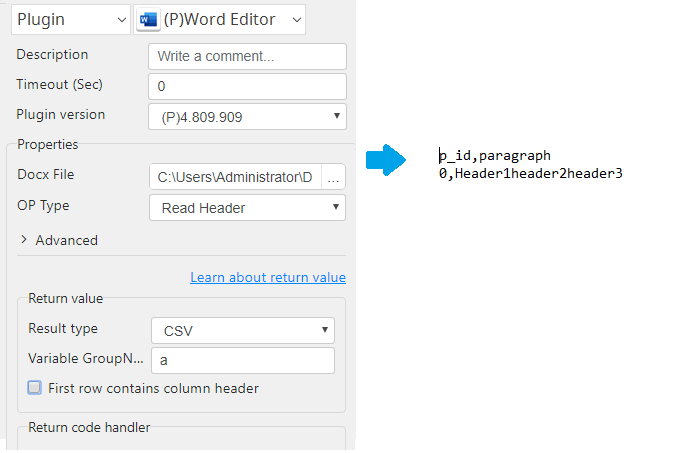 Plugin (P)Word Editor
Description Write a comment...
Timeout (Sec) 0
Plugin version (P)4.809.909
Properties
Docx File C:\Users\Administrator\D ...
OP Type Read Header
Advanced
Learn about return value
Return value
Result type CSV
Variable GroupN... a
First row contains column header
Return code handler
p_id,paragraph
0,Header1header2header3